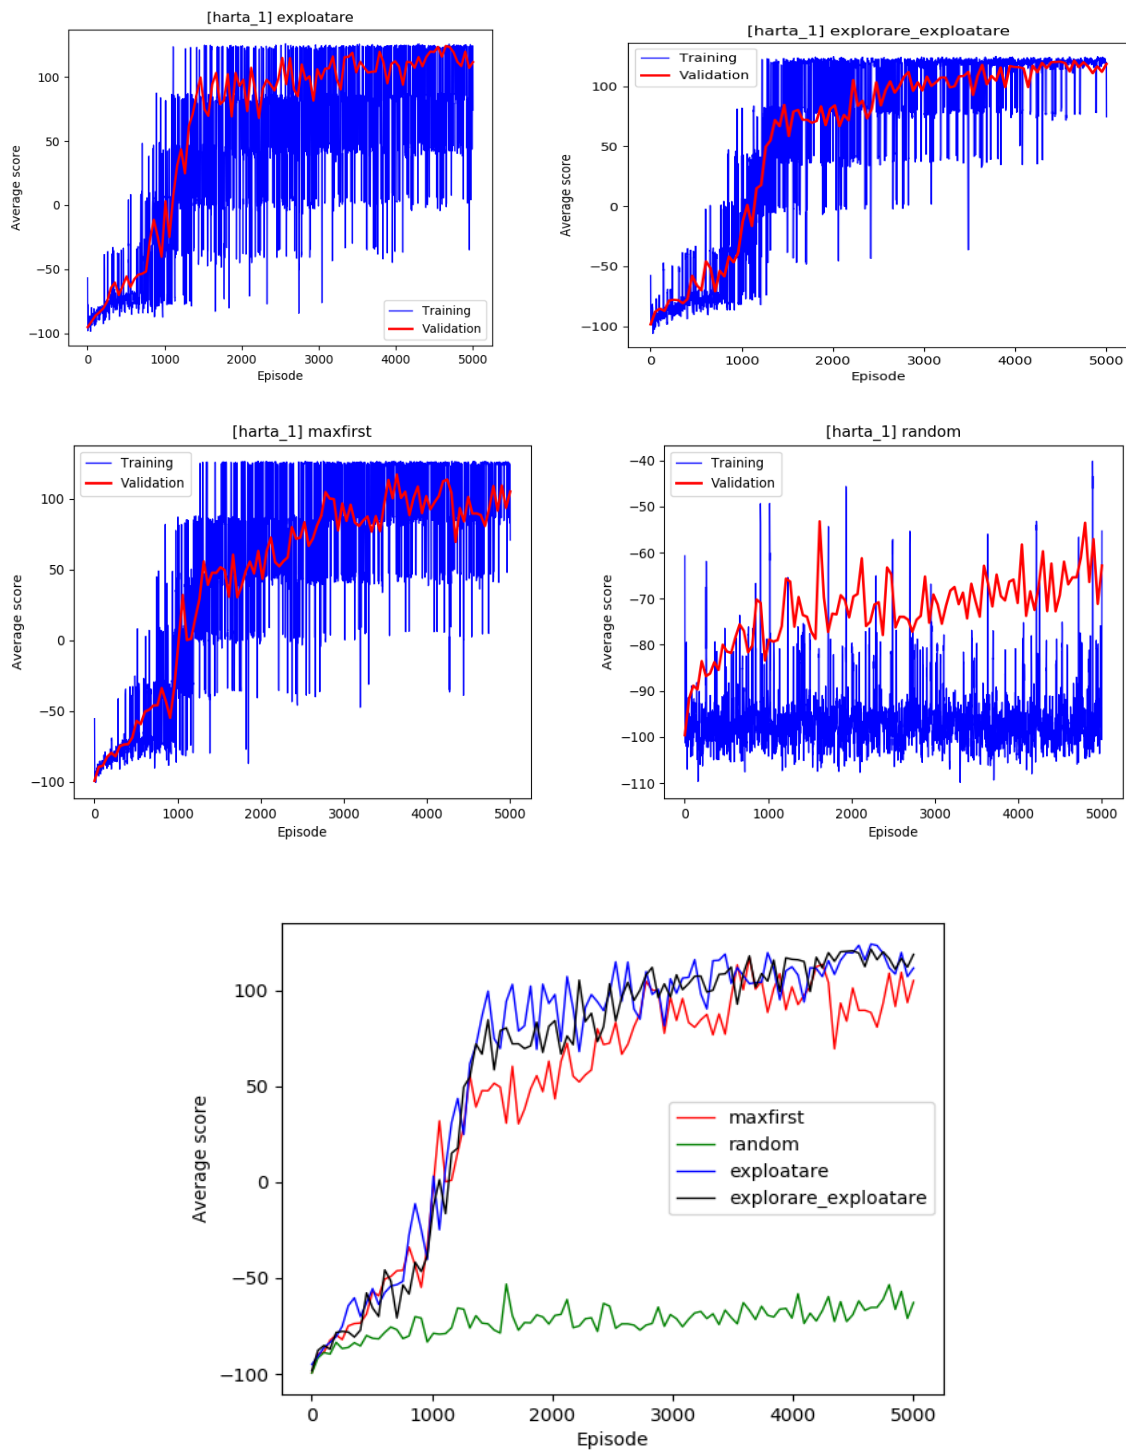 [harta_1] exploatare
Average score
100
50
0
−50
−100
Training
Validation
0 1000 2000 3000 4000 5000
Episode
[harta_1] explorare_exploatare
Average score
Training
Validation
100
50
0
−50
−100
0 1000 2000 3000 4000 5000
Episode
[harta_1] maxfirst
Average score
Training
Validation
100
50
0
−50
−100
0 1000 2000 3000 4000 5000
Episode
[harta_1] random
Average score
Training
Validation
−40
−50
−60
−70
−80
−90
−100
−110
0 1000 2000 3000 4000 5000
Episode
Average score
100
50
0
−50
−100
maxfirst
random
exploatare
explorare_exploatare
0 1000 2000 3000 4000 5000
Episode